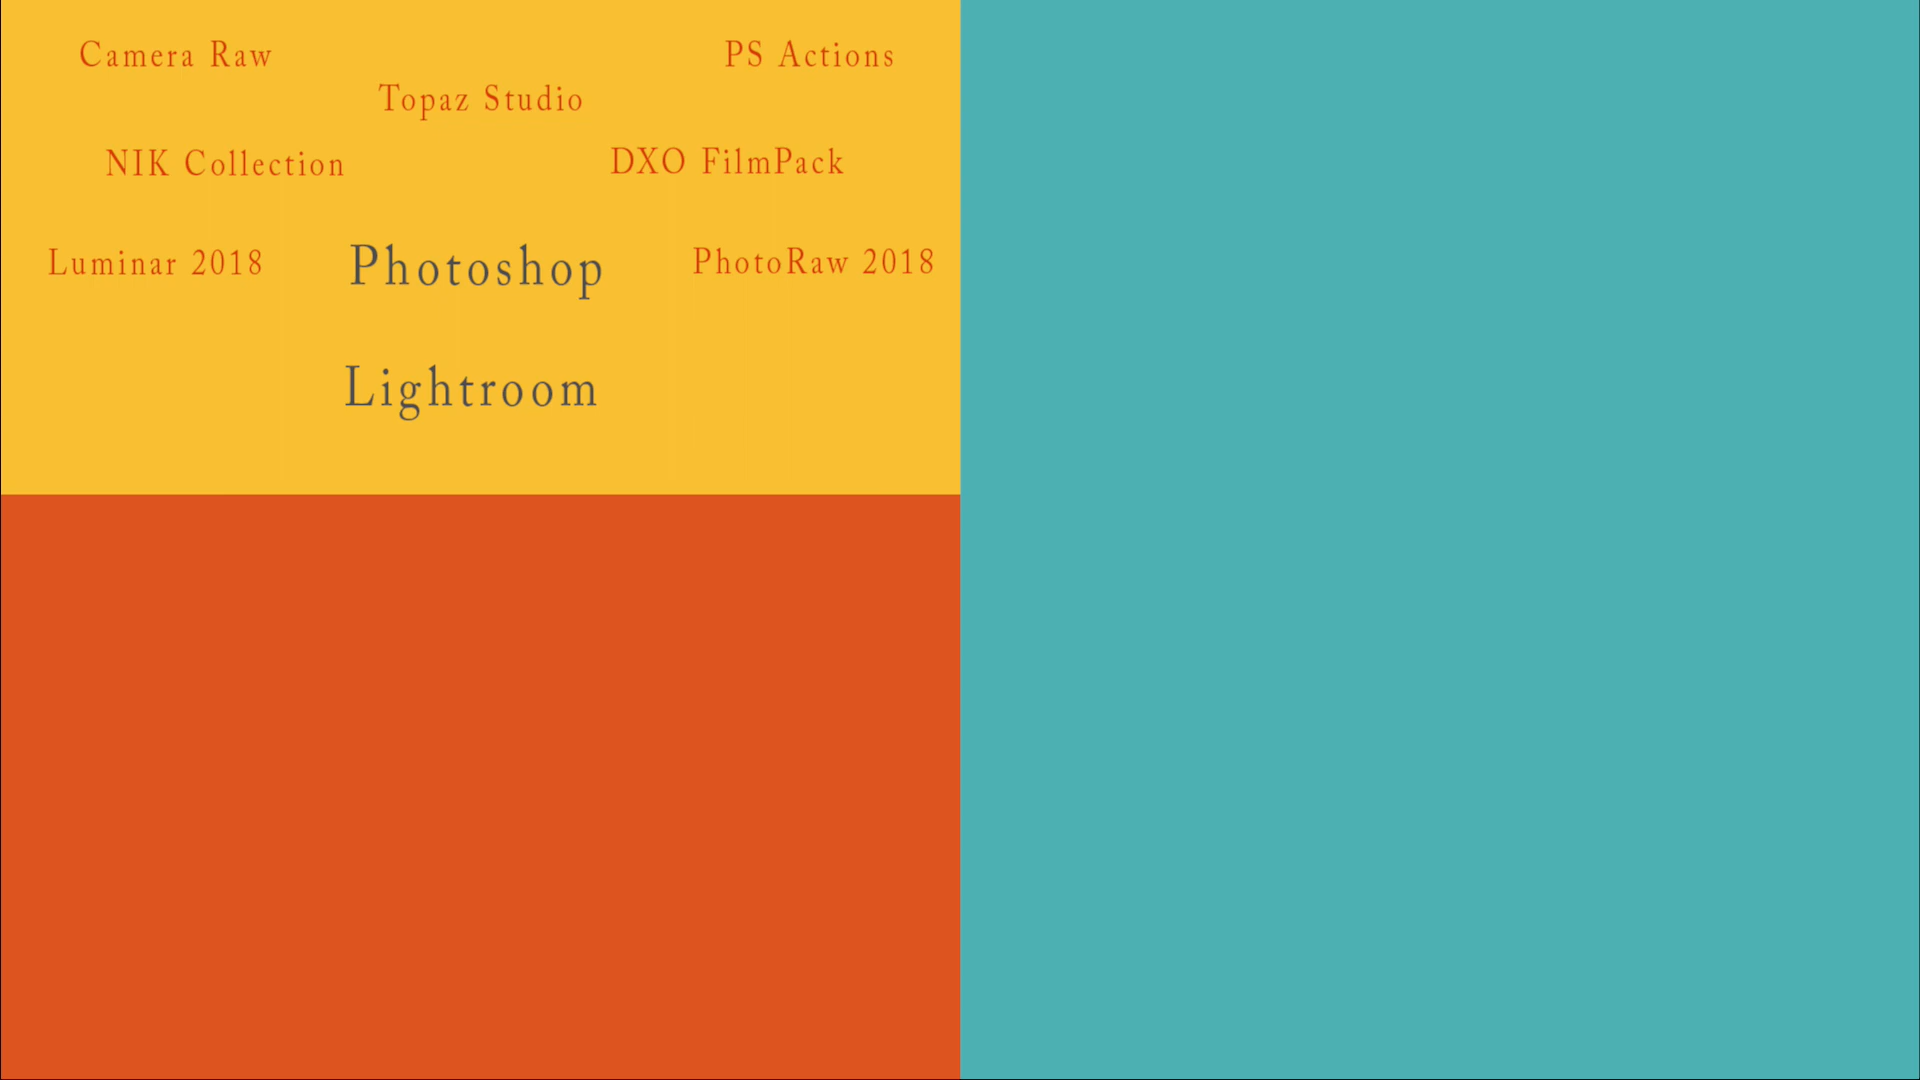 Camera Raw
PS Actions
Topaz Studio
NIK Collection
DXO FilmPack
Luminar 2018
Photoshop
PhotoRaw 2018
Lightroom